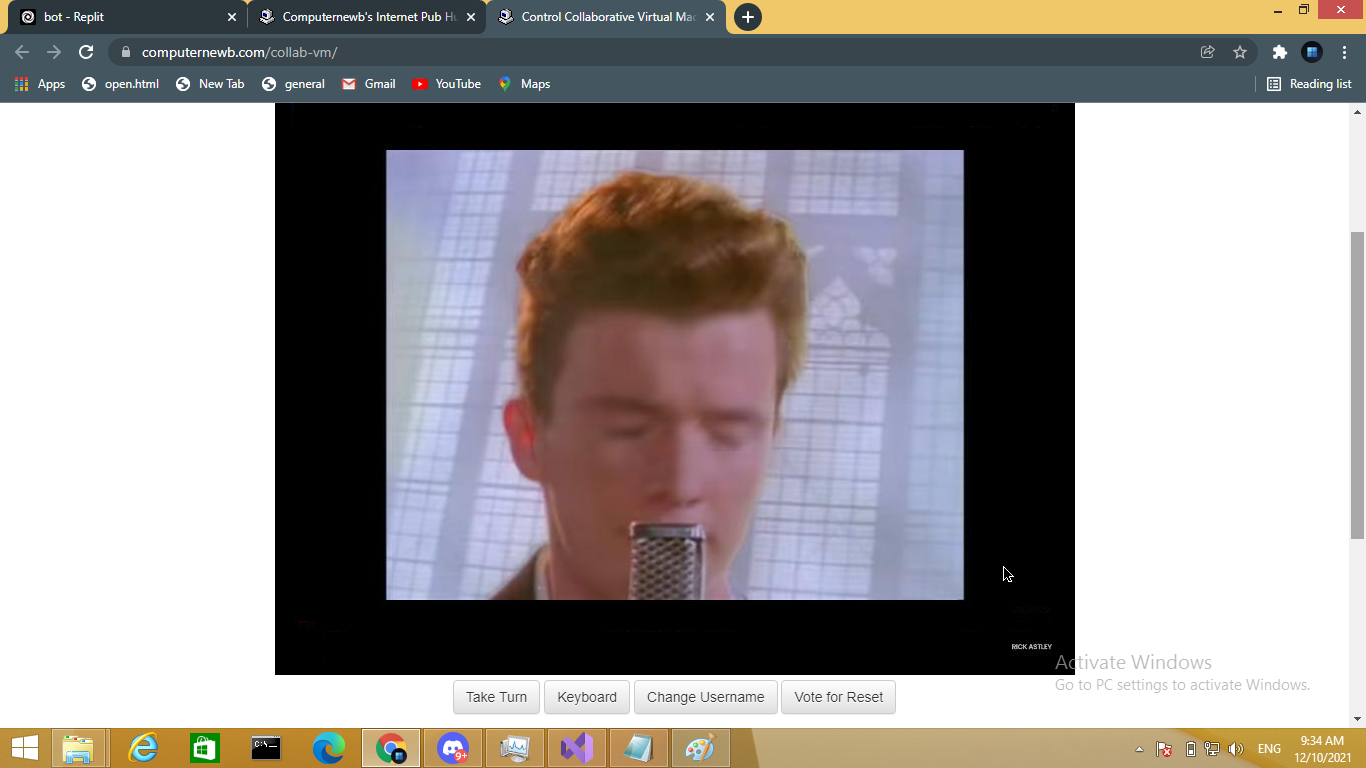 bot - Replit
Computernewb's Internet Pub Hu
Control Collaborative Virtual Mac
computernewb.com/collab-vm/
Apps
open.html
New Tab
general
Gmail
YouTube
Maps
Reading list
RICK ASTLEY
Activate Windows
Go to PC settings to activate Windows.
Take Turn
Keyboard
Change Username
Vote for Reset
C:\
9+
ENG
9:34 AM
12/10/2021